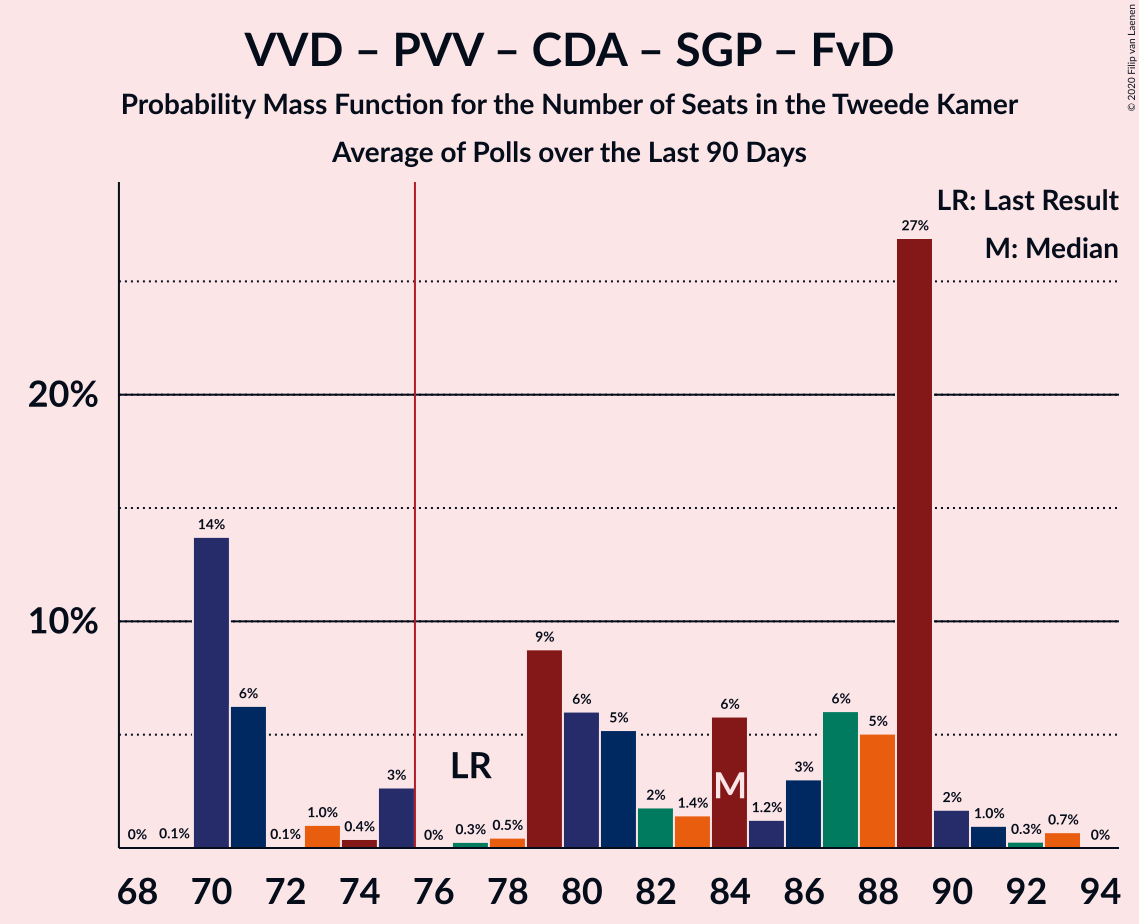 VVD – PVV – CDA – SGP – FvD
Probability Mass Function for the Number of Seats in the Tweede Kamer
Average of Polls over the Last 90 Days
© 2020 Filip van Laenen
LR: Last Result
M: Median
20%
10%
0% 0.1% 14% 6% 0.1% 1.0% 0.4% 3% 0% 0.3% 0.5% 9% 6% 5% 2% 1.4% 6% 1.2% 3% 6% 5% 27% 2% 1.0% 0.3% 0.7% 0%
LR
M
68 70 72 74 76 78 80 82 84 86 88 90 92 94